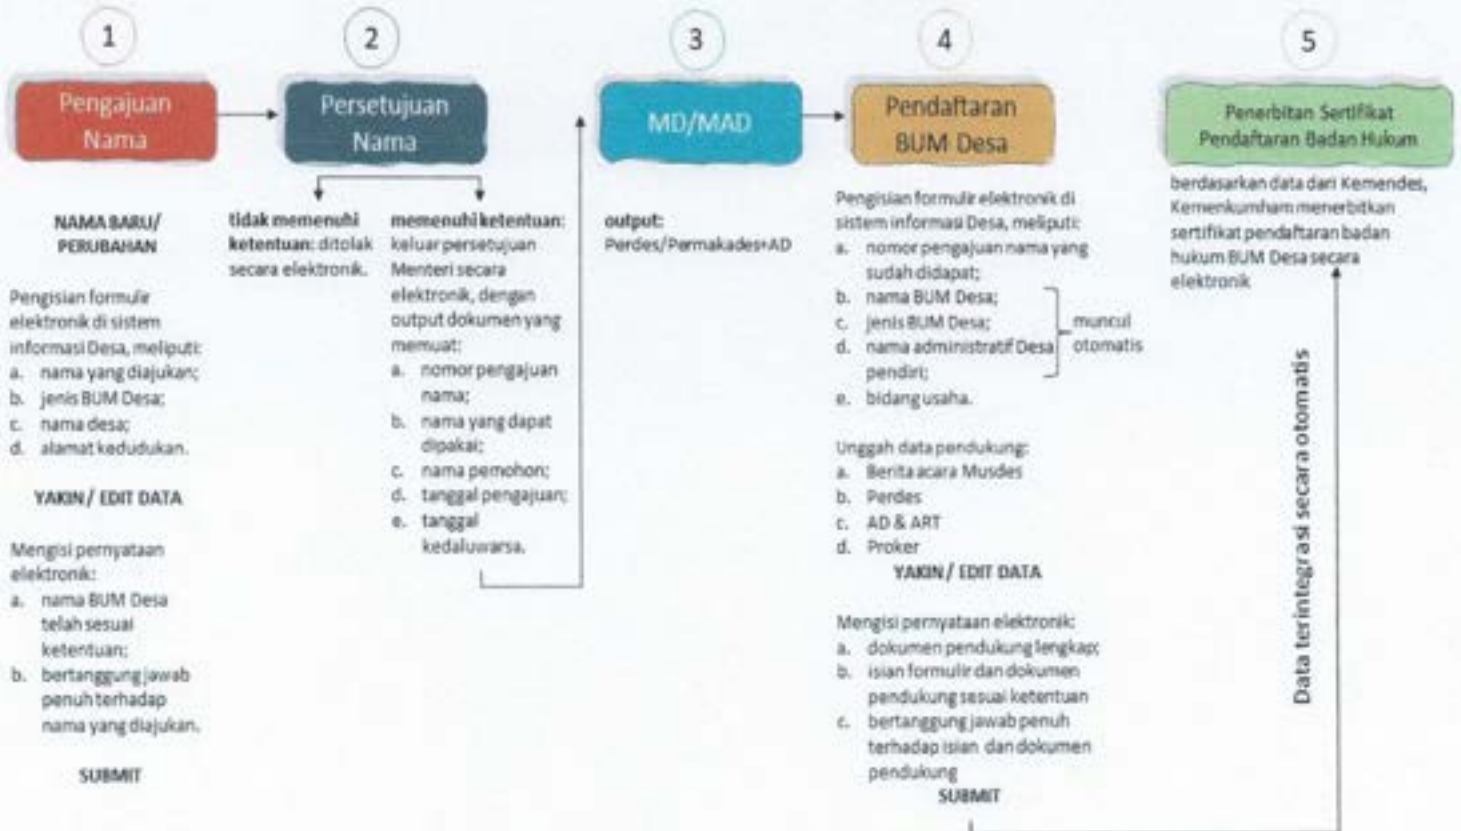 1
Pengajuan
Nama
NAMA BARU/
PERUBAHAN
Pengisian formulir
elektronik di sistem
informasi Desa, meliputi:
a. nama yang diajukan;
b. jenis BUM Desa;
c. nama desa;
d. alamat kedudukan.
YAKIN / EDIT DATA
Mengisi pernyataan
elektronik:
a. nama BUM Desa
telah sesuai
ketentuan;
b. bertanggung jawab
penuh terhadap
nama yang diajukan.
SUBMIT
2
Persetujuan
Nama
tidak memenuhi
ketentuan: ditolak
secara elektronik.
memenuhi ketentuan:
keluar persetujuan
Menteri secara
elektronik, dengan
output dokumen yang
memuat:
a. nomor pengajuan
nama;
b. nama yang dapat
dipakai;
c. nama pemohon;
d. tanggal pengajuan;
e. tanggal
kedaluwarsa.
3
MD/MAD
output:
Perdes/Permakades+AD
4
Pendaftaran
BUM Desa
Pengisian formulir elektronik di
sistem informasi Desa, meliputi:
a. nomor pengajuan nama yang
sudah didapat;
b. nama BUM Desa;
c. jenis BUM Desa;
d. nama administratif Desa
pendiri;
e. bidang usaha.
muncul
otomatis
Unggah data pendukung:
a. Berita acara Musdes
b. Perdes
c. AD & ART
d. Proker
YAKIN / EDIT DATA
Mengisi pernyataan elektronik:
a. dokumen pendukung lengkap;
b. isian formulir dan dokumen
pendukung sesuai ketentuan
c. bertanggung jawab penuh
terhadap isian dan dokumen
pendukung
SUBMIT
5
Penerbitan Sertifikat
Pendaftaran Badan Hukum
berdasarkan data dari Kemendes,
Kemenkumham menerbitkan
sertifikat pendaftaran badan
hukum BUM Desa secara
elektronik
Data terintegrasi secara otomatis